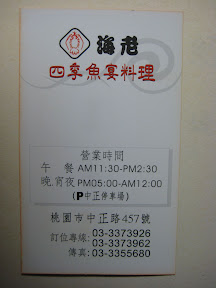 海老
四季魚宴料理
營業時間
午 餐 AM11:30-PM2:30
晚.宵夜 PM05:00-AM12:00
(P中正停車場)
桃園市中正路457號
訂位專線: 03-3373926
03-3373962
傳真: 03-3355680